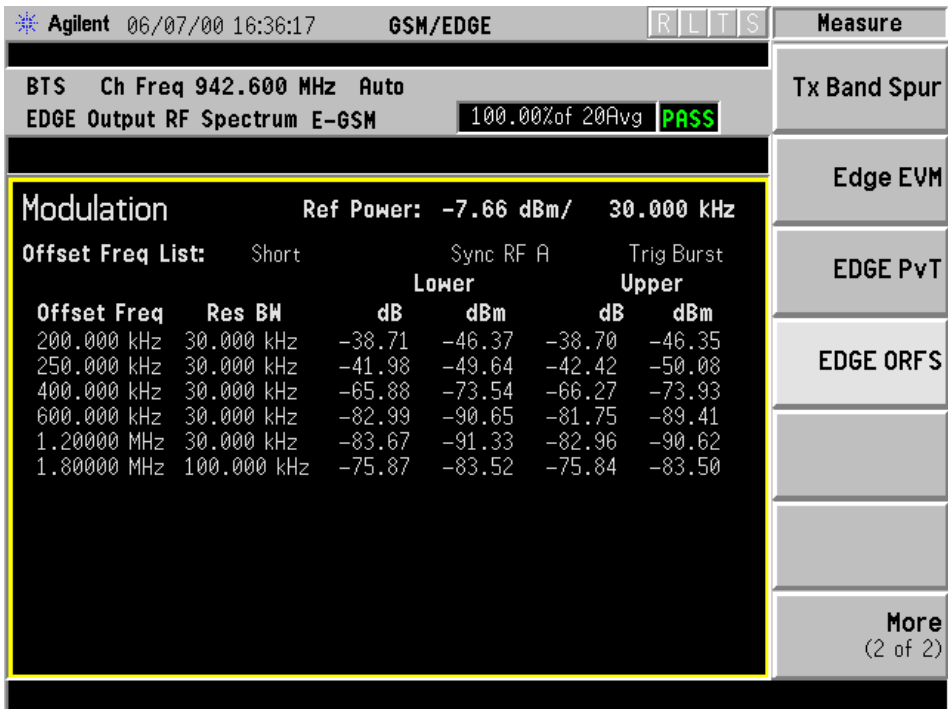 Agilent 06/07/00 16:36:17 GSM/EDGE R L T S Measure
BTS Ch Freq 942.600 MHz Auto
EDGE Output RF Spectrum E-GSM 100.00%of 20Avg PASS
Modulation Ref Power: -7.66 dBm/ 30.000 kHz
Offset Freq List: Short Sync RF A Trig Burst
Lower Upper
Offset Freq Res BW dB dBm dB dBm
200.000 kHz 30.000 kHz -38.71 -46.37 -38.70 -46.35
250.000 kHz 30.000 kHz -41.98 -49.64 -42.42 -50.08
400.000 kHz 30.000 kHz -65.88 -73.54 -66.27 -73.93
600.000 kHz 30.000 kHz -82.99 -90.65 -81.75 -89.41
1.20000 MHz 30.000 kHz -83.67 -91.33 -82.96 -90.62
1.80000 MHz 100.000 kHz -75.87 -83.52 -75.84 -83.50
Tx Band Spur
Edge EVM
EDGE PvT
EDGE ORFS
More
(2 of 2)